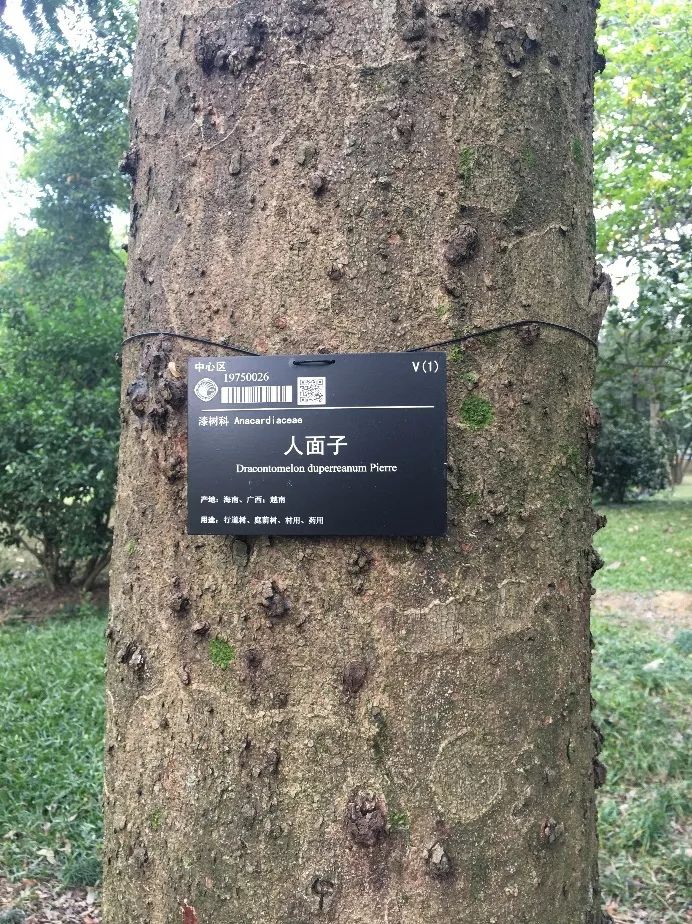 中心区
V(1)
19750026
漆树科 Anacardiaceae
人面子
Dracontomelon duperreanum Pierre
产地：海南、广西；越南
用途：行道树、庭荫树、材用、药用